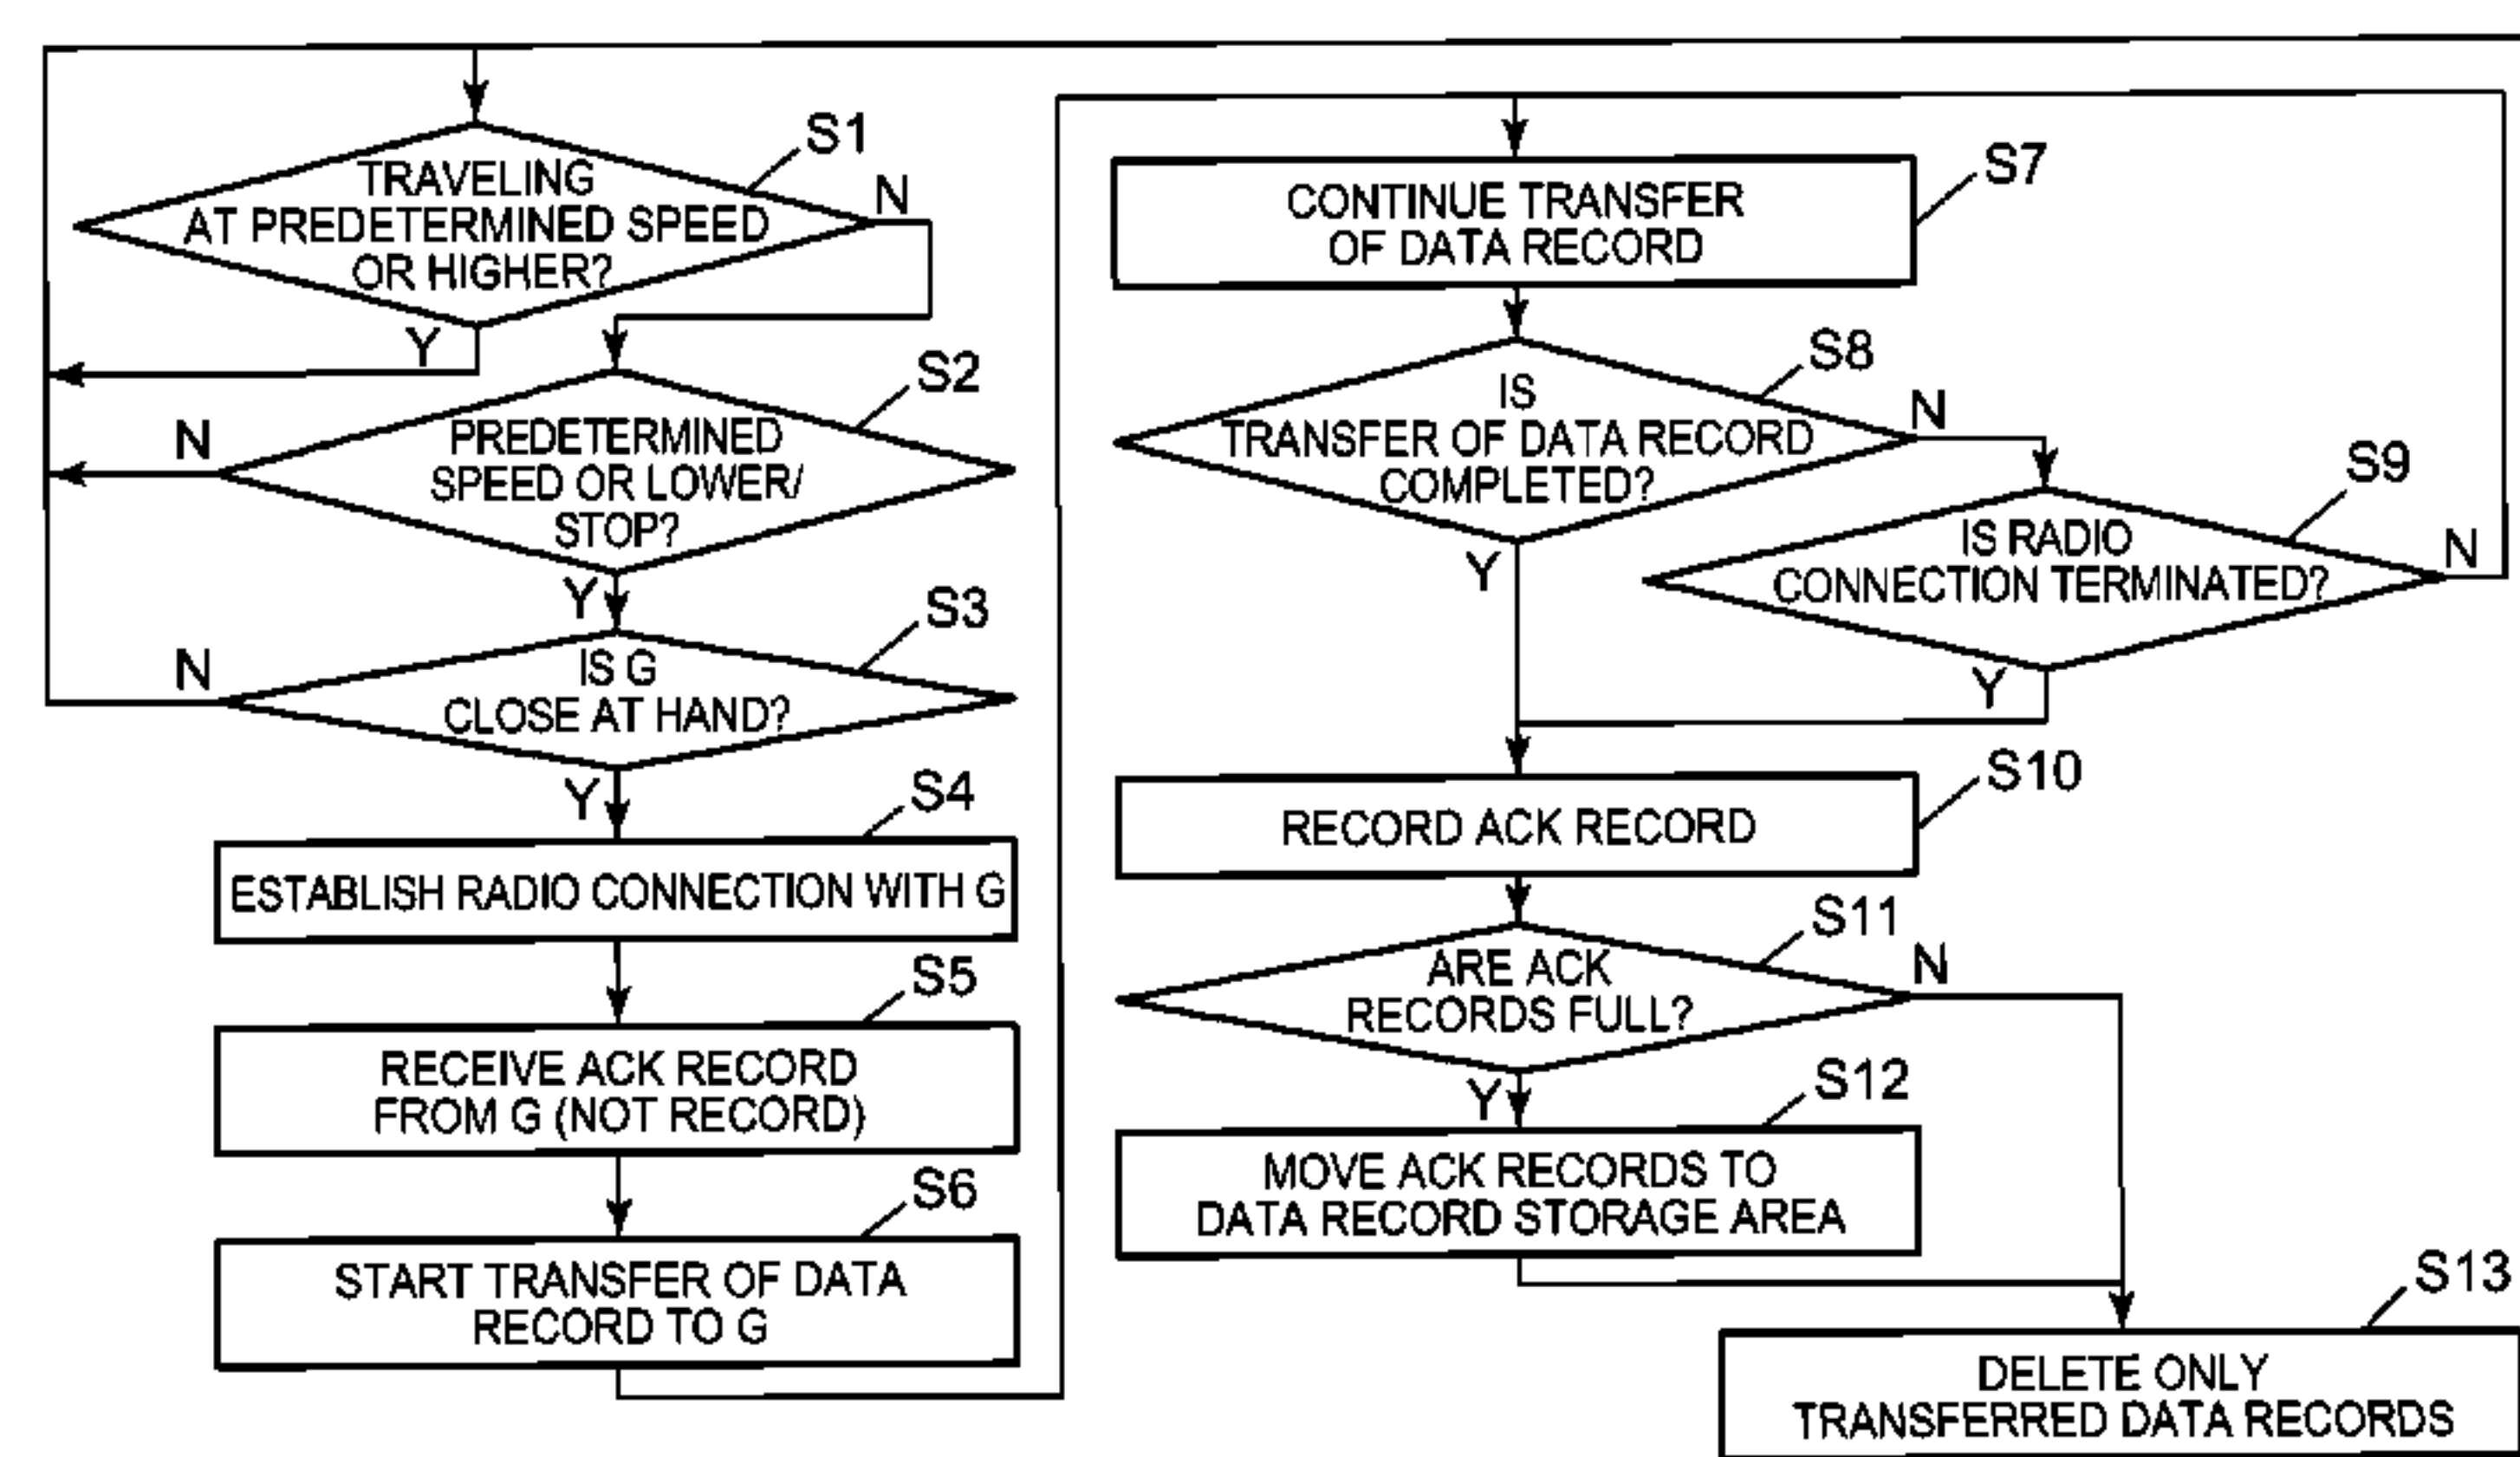 S1
TRAVELING
AT PREDETERMINED SPEED
OR HIGHER?
N
Y
S2
PREDETERMINED
SPEED OR LOWER/
STOP?
N
Y
S3
IS G
CLOSE AT HAND?
N
Y
S4
ESTABLISH RADIO CONNECTION WITH G
S5
RECEIVE ACK RECORD
FROM G (NOT RECORD)
S6
START TRANSFER OF DATA
RECORD TO G
S7
CONTINUE TRANSFER
OF DATA RECORD
S8
IS
TRANSFER OF DATA RECORD
COMPLETED?
N
Y
S9
IS RADIO
CONNECTION TERMINATED?
N
Y
S10
RECORD ACK RECORD
S11
ARE ACK
RECORDS FULL?
N
Y
S12
MOVE ACK RECORDS TO
DATA RECORD STORAGE AREA
S13
DELETE ONLY
TRANSFERRED DATA RECORDS